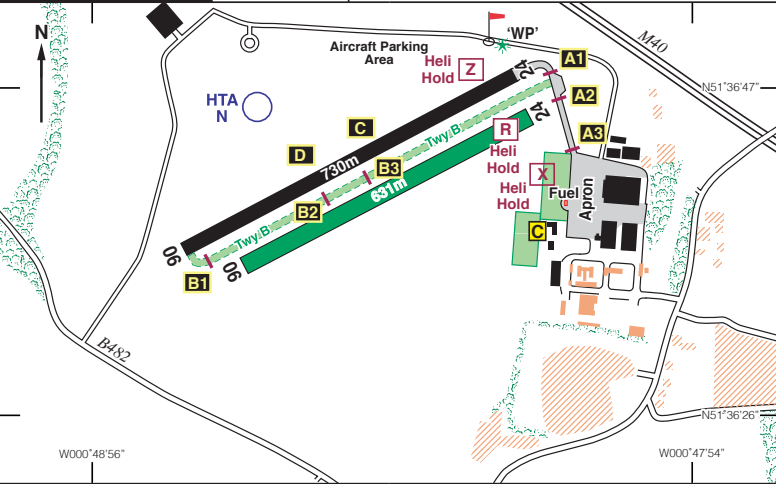 N
'WP'
M40
Aircraft Parking
Area
Heli
Hold
Z
24
A1
N51°36'47"
A2
HTA
N
24
C
R
Twy B
A3
D
730m
Heli
Hold
B3
X
631m
Heli
Hold
Fuel
Apron
B2
Twy B
C
06
06
B1
B482
N51°36'26"
W000°48'56"
W000°47'54"